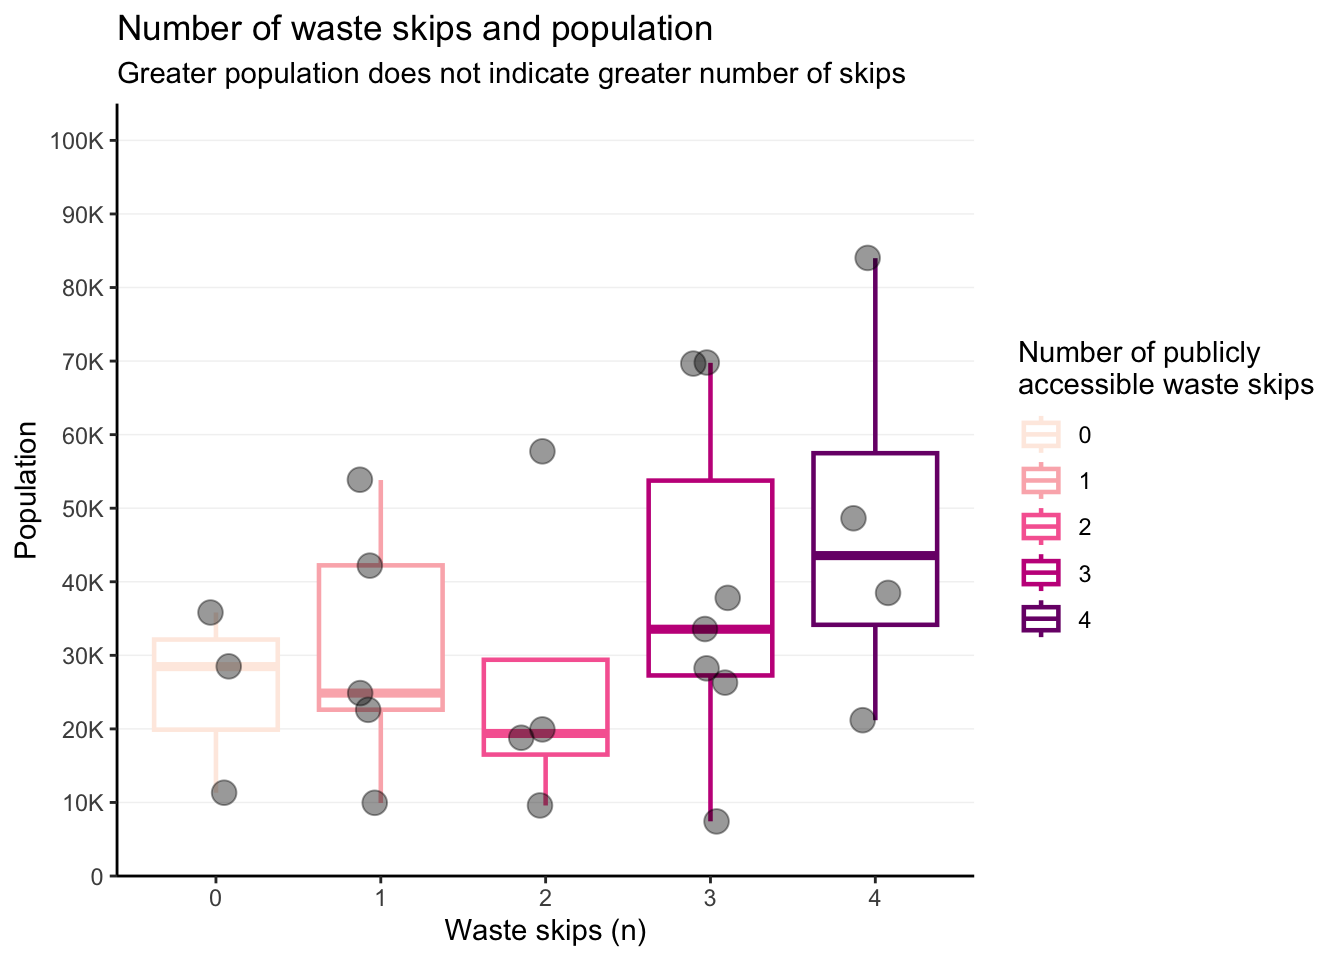 Number of waste skips and population
Greater population does not indicate greater number of skips
100K
90K
80K
70K
60K
50K
40K
30K
20K
10K
0
Population
0 1 2 3 4
Waste skips (n)
Number of publicly
accessible waste skips
0
1
2
3
4